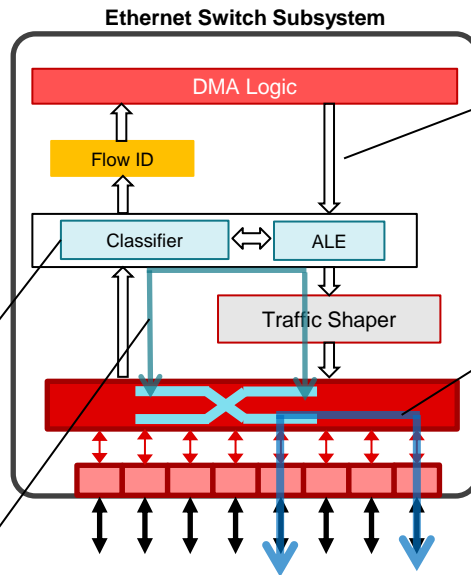 Ethernet Switch Subsystem
DMA Logic
Flow ID
Classifier
ALE
Traffic Shaper